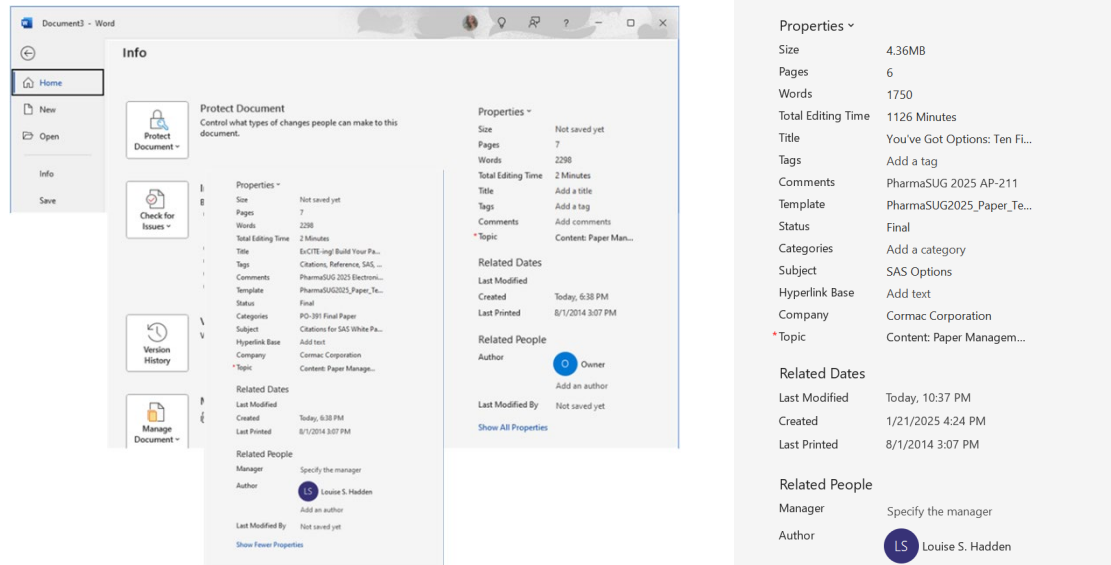 Document3 - Word
?
Info
Home
New
Open
Info
Save
Protect Document
Control what types of changes people can make to this
document.
Protect
Document
Check for
Issues
Version
History
Manage
Document
Properties
Size Not saved yet
Pages 7
Words 2298
Total Editing Time 2 Minutes
Title Add a title
Tags Add a tag
Comments Add comments
*Topic Content: Paper Man...
Related Dates
Last Modified
Created Today, 6:38 PM
Last Printed 8/1/2014 3:07 PM
Related People
Author O Owner
Add an author
Last Modified By Not saved yet
Show All Properties
Properties
Size Not saved yet
Pages 7
Words 2298
Total Editing Time 2 Minutes
Title ExCITE-ing! Build Your Pa...
Tags Citations, Reference, SAS, ...
Comments PharmaSUG 2025 Electroni...
Template PharmaSUG2025_Paper_Te...
Status Final
Categories PO-391 Final Paper
Subject Citations for SAS White Pa...
Hyperlink Base Add text
Company Cormac Corporation
*Topic Content: Paper Manage...
Related Dates
Last Modified
Created Today, 6:38 PM
Last Printed 8/1/2014 3:07 PM
Related People
Manager Specify the manager
Author LS Louise S. Hadden
Add an author
Last Modified By Not saved yet
Show Fewer Properties
Properties
Size 4.36MB
Pages 6
Words 1750
Total Editing Time 1126 Minutes
Title You've Got Options: Ten Fi...
Tags Add a tag
Comments PharmaSUG 2025 AP-211
Template PharmaSUG2025_Paper_Te...
Status Final
Categories Add a category
Subject SAS Options
Hyperlink Base Add text
Company Cormac Corporation
*Topic Content: Paper Managem...
Related Dates
Last Modified Today, 10:37 PM
Created 1/21/2025 4:24 PM
Last Printed 8/1/2014 3:07 PM
Related People
Manager Specify the manager
Author LS Louise S. Hadden